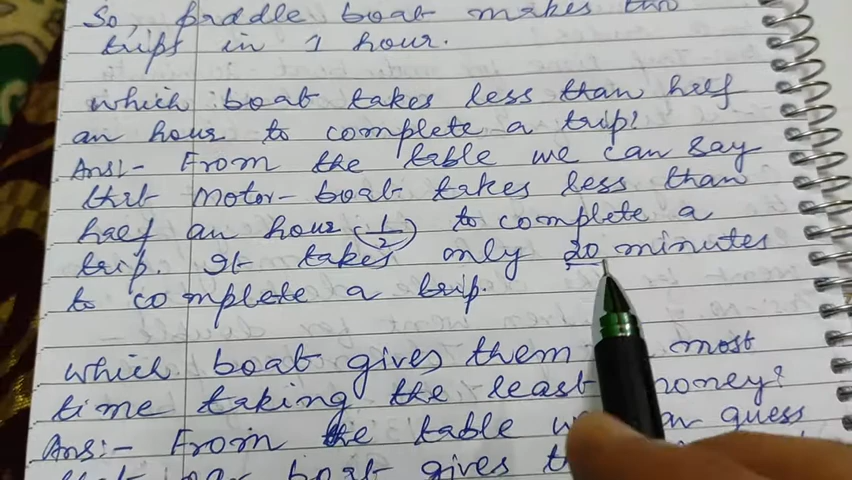 So, paddle boat makes two
trips in 1 hour.
which boat takes less than half
an hour to complete a trip?
Ans:- From the table we can say
that motor-boat takes less than
half an hour (1/2) to complete a
trip. It takes only 20 minutes
to complete a trip.
which boat gives them most
time taking the least money?
Ans:- From the table we can guess
that boat gives